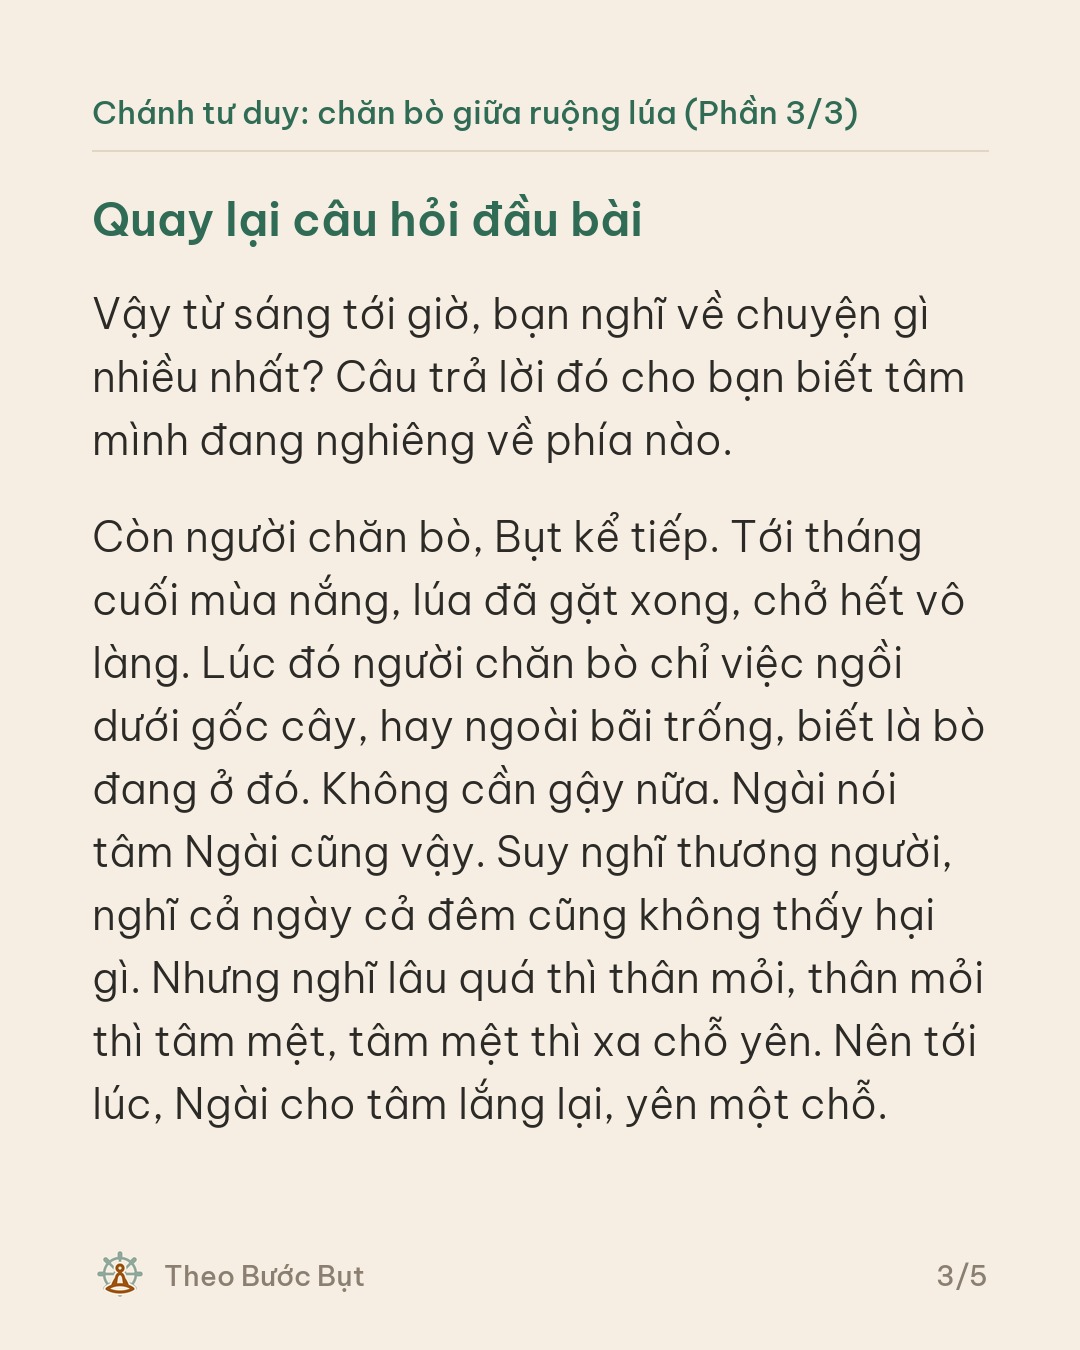 Chánh tư duy: chăn bò giữa ruộng lúa (Phần 3/3)
Quay lại câu hỏi đầu bài
Vậy từ sáng tới giờ, bạn nghĩ về chuyện gì
nhiều nhất? Câu trả lời đó cho bạn biết tâm
mình đang nghiêng về phía nào.
Còn người chăn bò, Bụt kể tiếp. Tới tháng
cuối mùa nắng, lúa đã gặt xong, chở hết vô
làng. Lúc đó người chăn bò chỉ việc ngồi
dưới gốc cây, hay ngoài bãi trống, biết là bò
đang ở đó. Không cần gậy nữa. Ngài nói
tâm Ngài cũng vậy. Suy nghĩ thương người,
nghĩ cả ngày cả đêm cũng không thấy hại
gì. Nhưng nghĩ lâu quá thì thân mỏi, thân mỏi
thì tâm mệt, tâm mệt thì xa chỗ yên. Nên tới
lúc, Ngài cho tâm lắng lại, yên một chỗ.
Theo Bước Bụt
3/5